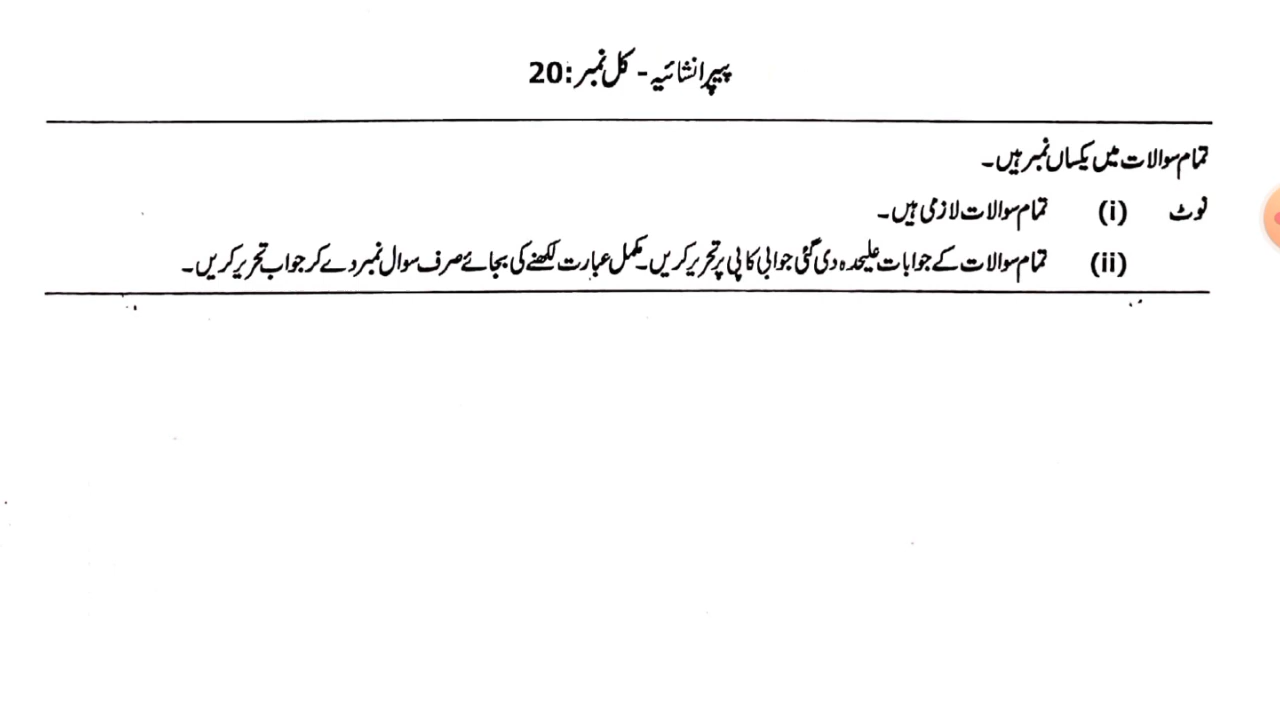 پیپر انشائیہ - کل نمبر: 20
تمام سوالات میں یکساں نمبر ہیں۔
نوٹ (i) تمام سوالات لازمی ہیں۔
(ii) تمام سوالات کے جوابات علیحدہ دی گئی جوابی کاپی پر تحریر کریں۔ مکمل عبارت لکھنے کی بجائے صرف سوال نمبر دے کر جواب تحریر کریں۔